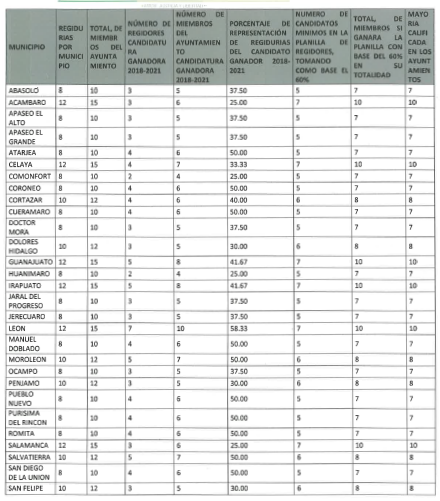 MUNICIPIO | REGIDURIAS POR MUNICIPIO | TOTAL, DE MIEMBROS DEL AYUNTAMIENTO | NÚMERO DE REGIDORES CANDIDATURA GANADORA 2018-2021 | NÚMERO DE MIEMBROS DEL AYUNTAMIENTO CANDIDATURA GANADORA 2018-2021 | PORCENTAJE DE REPRESENTACIÓN DE REGIDURIAS DEL CANDIDATO GANADOR 2018-2021 | NUMERO DE CANDIDATOS MINIMOS EN LA PLANILLA DE REGIDORES, TOMANDO COMO BASE EL 60% | TOTAL, DE MIEMBROS SI GANARA LA PLANILLA CON BASE DEL 60% EN SU TOTALIDAD | MAYORIA CALIFICADA EN LOS AYUNTAMIENTOS
ABASOLO 8 10 3 5 37.50 5 7 7
ACAMBARO 12 15 3 6 25.00 7 10 10
APASEO EL ALTO 8 10 3 5 37.50 5 7 7
APASEO EL GRANDE 8 10 3 5 37.50 5 7 7
ATARJEA 8 10 4 6 50.00 5 7 7
CELAYA 12 15 4 7 33.33 7 10 10
COMONFORT 8 10 2 4 25.00 5 7 7
CORONEO 8 10 4 6 50.00 5 7 7
CORTAZAR 10 12 4 6 40.00 6 8 8
CUERAMARO 8 10 4 6 50.00 5 7 7
DOCTOR MORA 8 10 3 5 37.50 5 7 7
DOLORES HIDALGO 10 12 3 5 30.00 6 8 8
GUANAJUATO 12 15 5 8 41.67 7 10 10
HUANIMARO 8 10 2 4 25.00 5 7 7
IRAPUATO 12 15 5 8 41.67 7 10 10
JARAL DEL PROGRESO 8 10 3 5 37.50 5 7 7
JERECUARO 8 10 3 5 37.50 5 7 7
LEON 12 15 7 10 58.33 7 10 10
MANUEL DOBLADO 8 10 4 6 50.00 5 7 7
MOROLEON 10 12 5 7 50.00 6 8 8
OCAMPO 8 10 3 5 37.50 5 7 7
PENJAMO 10 12 3 5 30.00 6 8 8
PUEBLO NUEVO 8 10 4 6 50.00 5 7 7
PURISIMA DEL RINCON 8 10 4 6 50.00 5 7 7
ROMITA 8 10 4 6 50.00 5 7 7
SALAMANCA 12 15 3 6 25.00 7 10 10
SALVATIERRA 10 12 5 7 50.00 6 8 8
SAN DIEGO DE LA UNION 8 10 4 6 50.00 5 7 7
SAN FELIPE 10 12 3 5 30.00 6 8 8